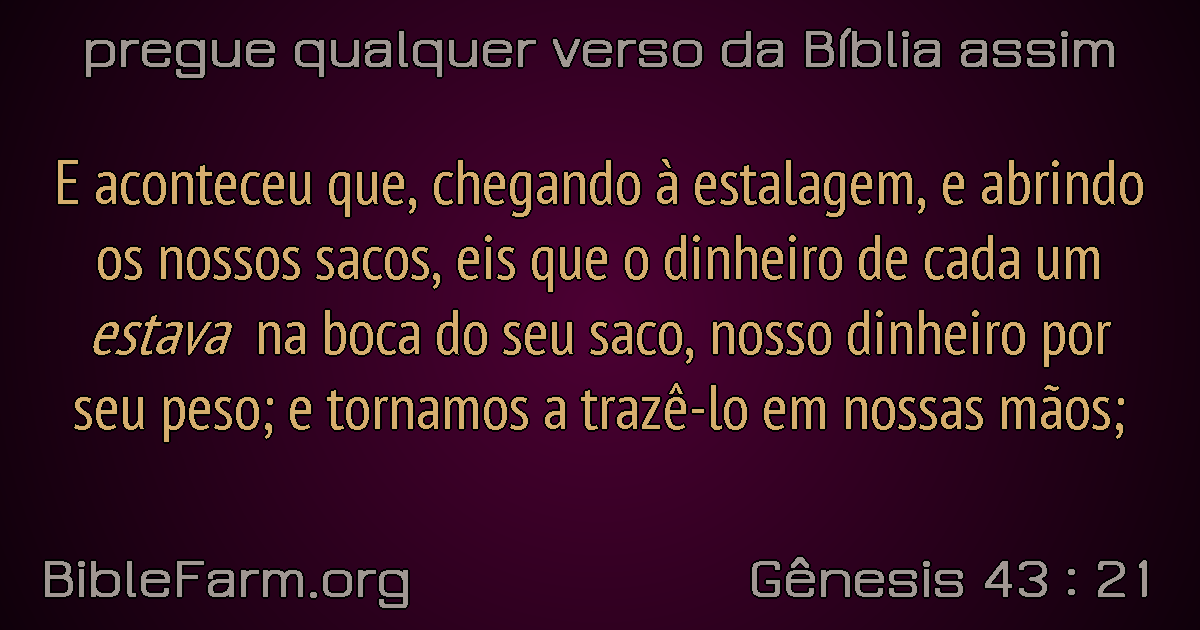 pregue qualquer verso da Bíblia assim
E aconteceu que, chegando à estalagem, e abrindo
os nossos sacos, eis que o dinheiro de cada um
estava na boca do seu saco, nosso dinheiro por
seu peso; e tornamos a trazê-lo em nossas mãos;
BibleFarm.org
Gênesis 43 : 21